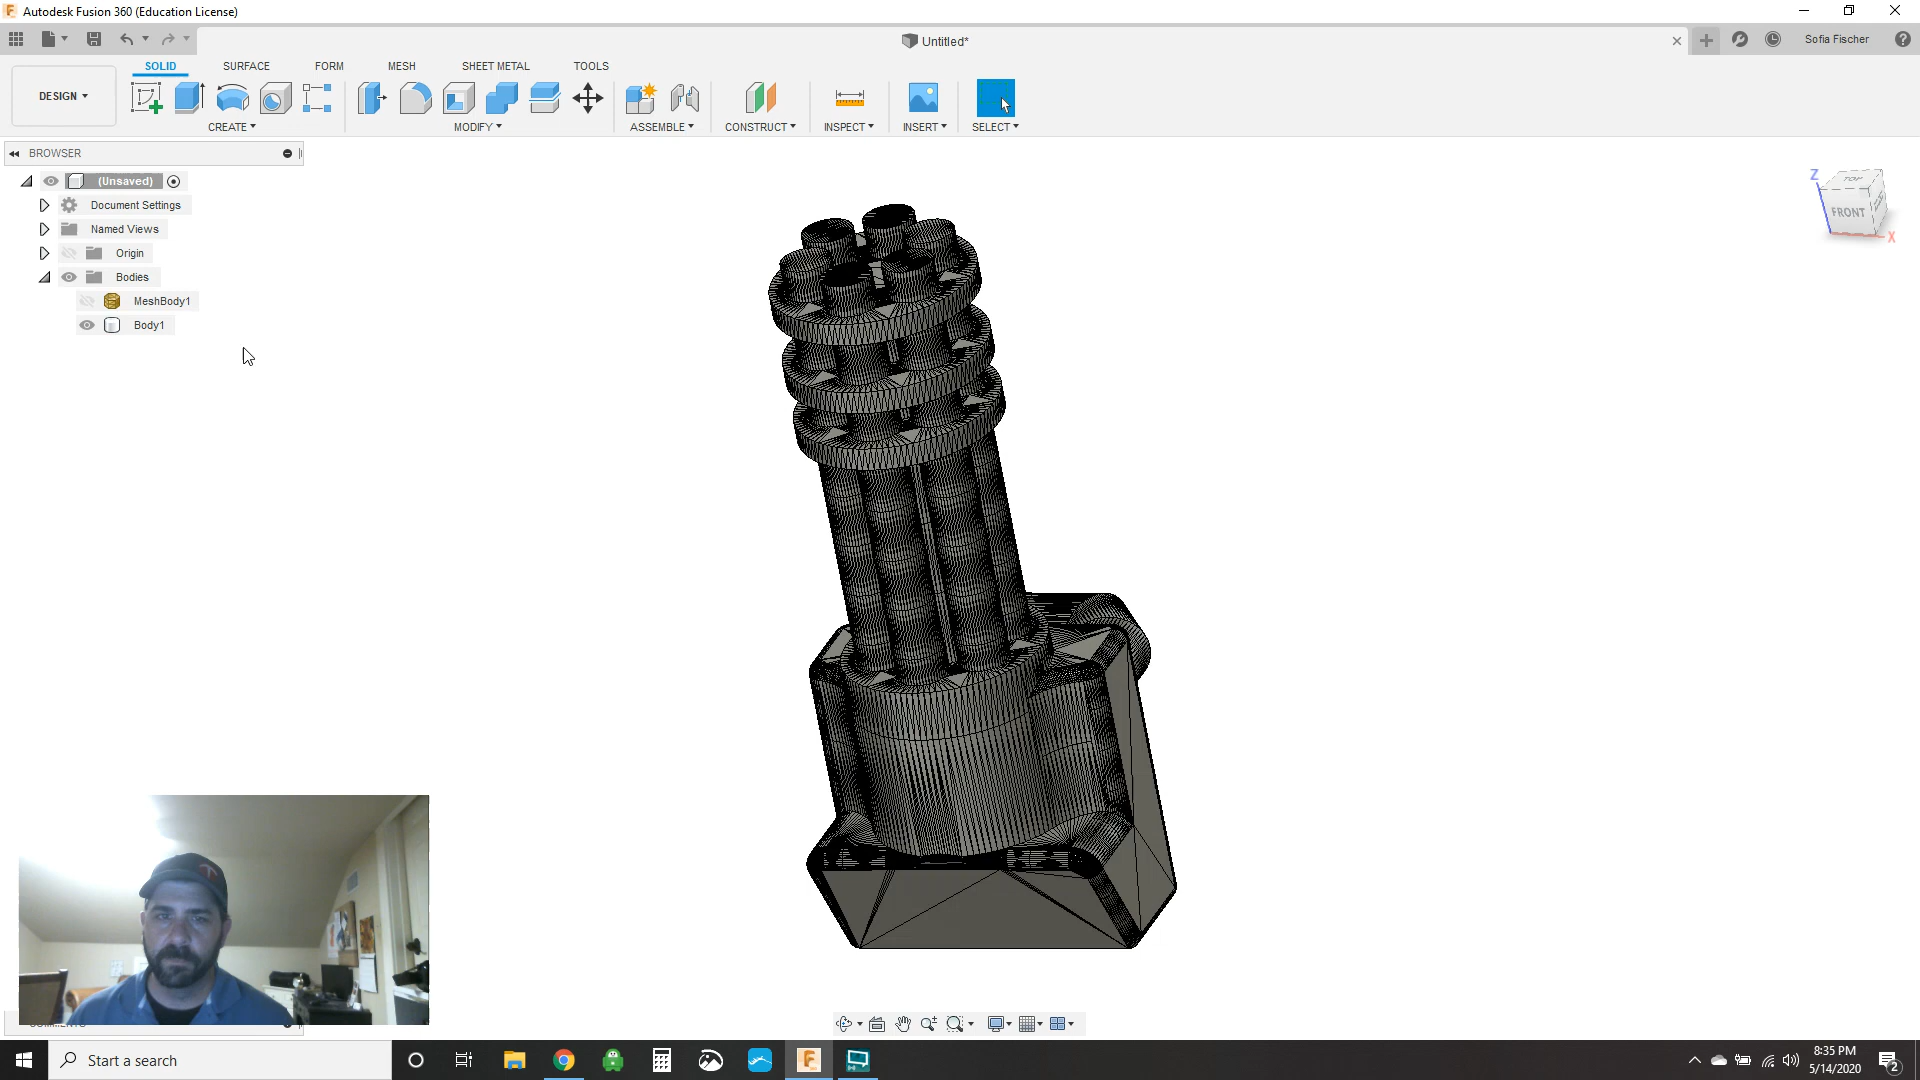 Autodesk Fusion 360 (Education License)
Untitled*
Sofia Fischer
DESIGN
SOLID
SURFACE
FORM
MESH
SHEET METAL
TOOLS
CREATE
MODIFY
ASSEMBLE
CONSTRUCT
INSPECT
INSERT
SELECT
BROWSER
(Unsaved)
Document Settings
Named Views
Origin
Bodies
MeshBody1
Body1
Z
TOP
FRONT
X
Start a search
8:35 PM
5/14/2020
2